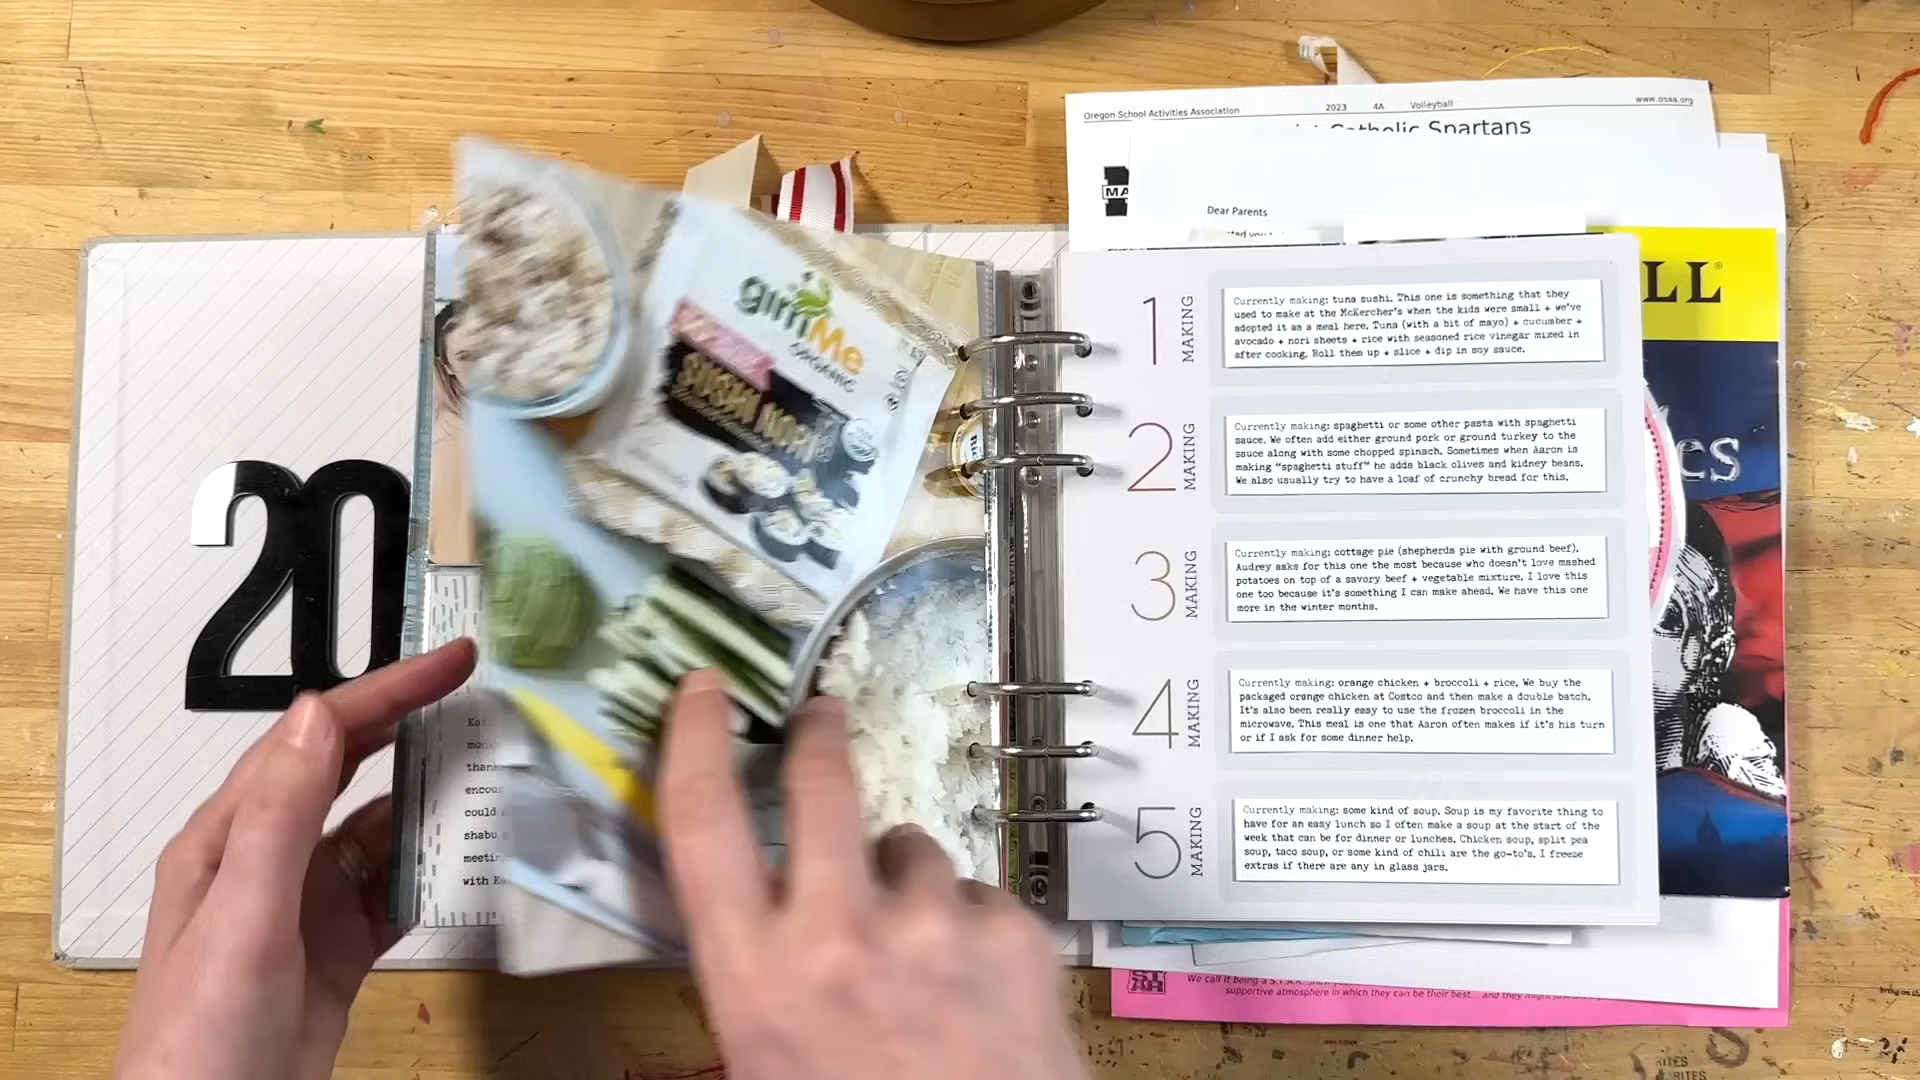 Oregon School Activities Association 2023 4A Volleyball www.osaa.org
Catholic Spartans
MA
Dear Parents
LL
es
20
gimMe
ORGANIC
SUSHI NORI
Kai
mon
than
encou
could
shabu
meetin
with Ka
1 MAKING
Currently making: tuna sushi. This one is something that they
used to make at the McKercher's when the kids were small + we've
adopted it as a meal here. Tuna (with a bit of mayo) + cucumber +
avocado + nori sheets + rice with seasoned rice vinegar mixed in
after cooking. Roll them up + slice + dip in soy sauce.
2 MAKING
Currently making: spaghetti or some other pasta with spaghetti
sauce. We often add either ground pork or ground turkey to the
sauce along with some chopped spinach. Sometimes when Aaron is
making "spaghetti stuff" he adds black olives and kidney beans.
We also usually try to have a loaf of crunchy bread for this.
3 MAKING
Currently making: cottage pie (shepherds pie with ground beef).
Audrey asks for this one the most because who doesn't love mashed
potatoes on top of a savory beef + vegetable mixture. I love this
one too because it's something I can make ahead. We have this one
more in the winter months.
4 MAKING
Currently making: orange chicken + broccoli + rice. We buy the
packaged orange chicken at Costco and then make a double batch.
It's also been really easy to use the frozen broccoli in the
microwave. This meal is one that Aaron often makes if it's his turn
or if I ask for some dinner help.
5 MAKING
Currently making: some kind of soup. Soup is my favorite thing to
have for an easy lunch so I often make a soup at the start of the
week that can be for dinner or lunches. Chicken soup, split pea
soup, taco soup, or some kind of chili are the go-to's. I freeze
extras if there are any in glass jars.
We call it being a S.T.A.R.
supportive atmosphere in which they can be their best... and they might just